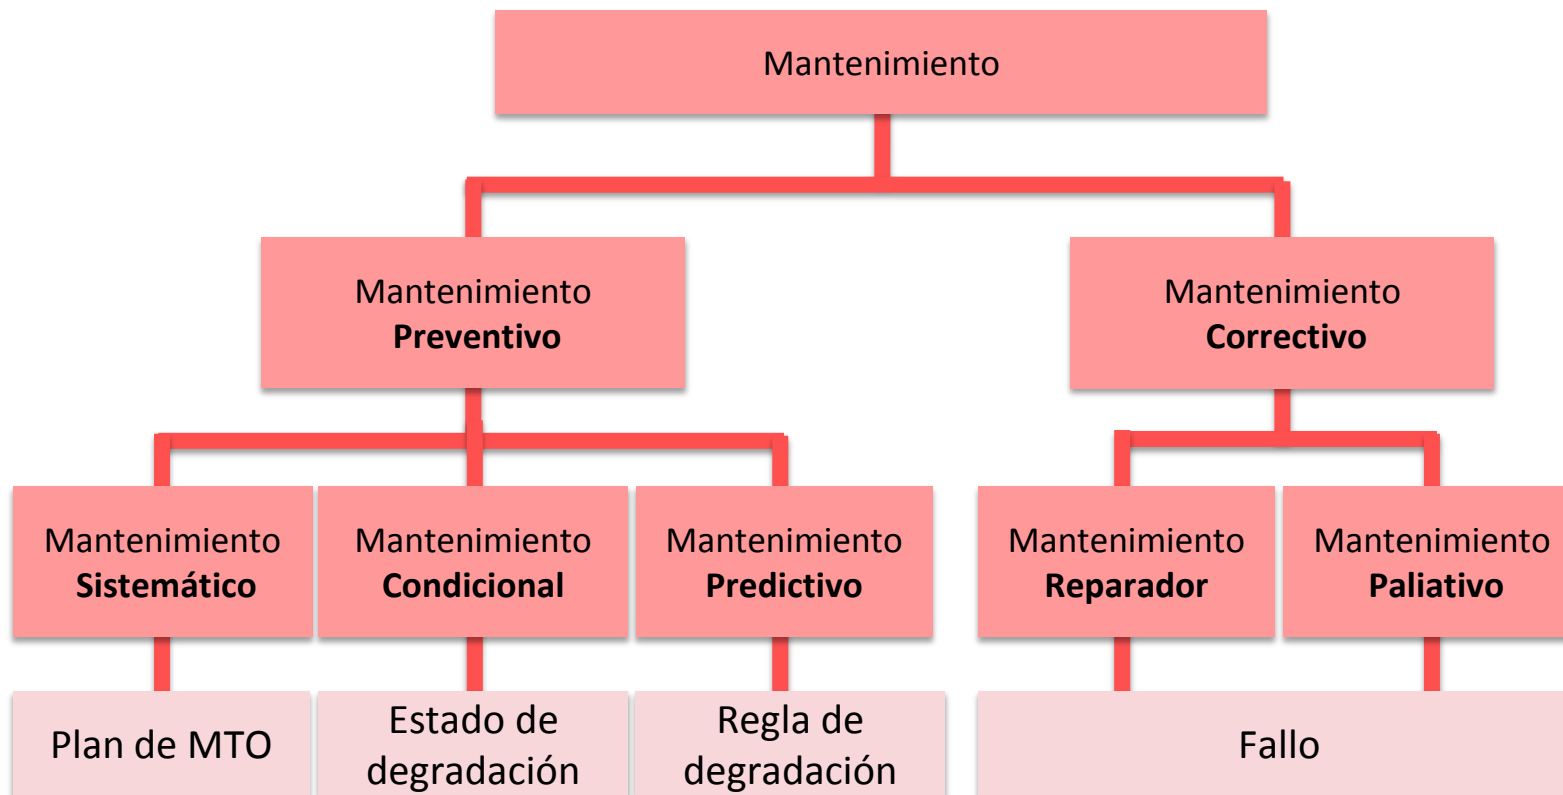 Mantenimiento
Mantenimiento
Preventivo
Mantenimiento
Correctivo
Mantenimiento
Sistemático
Mantenimiento
Condicional
Mantenimiento
Predictivo
Mantenimiento
Reparador
Mantenimiento
Paliativo
Plan de MTO
Estado de
degradación
Regla de
degradación
Fallo